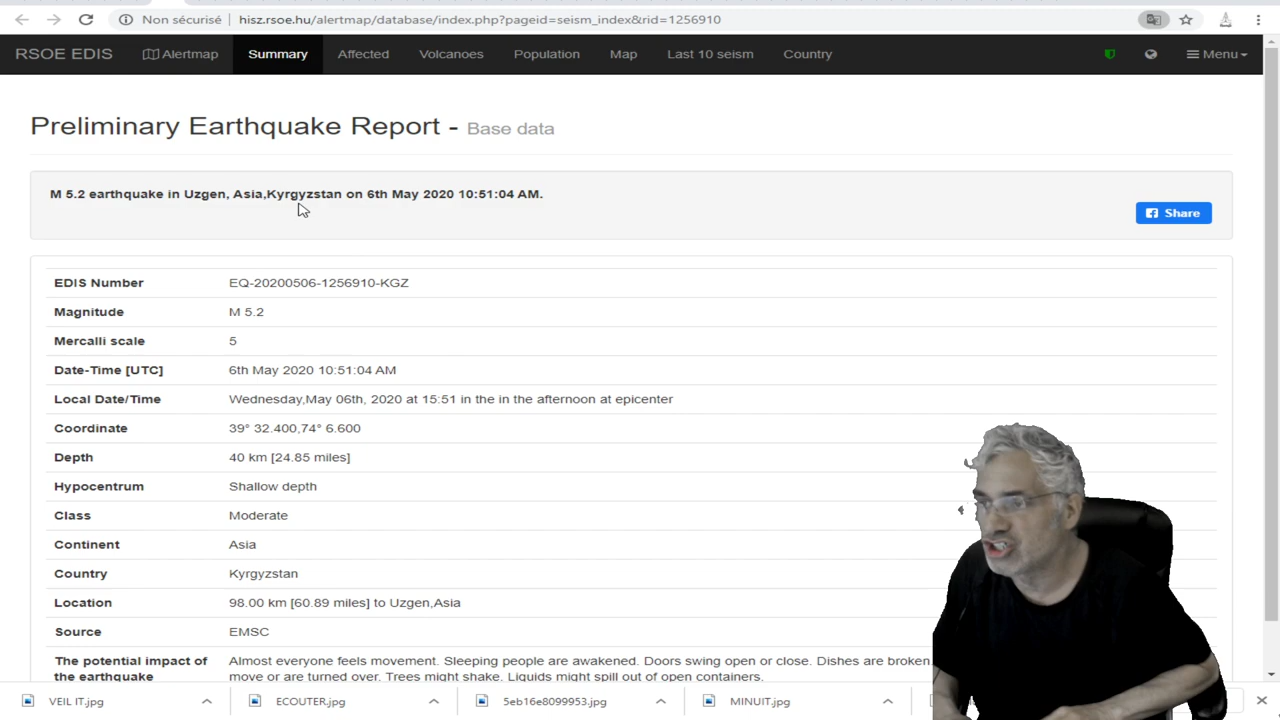 Non sécurisé hisz.rsoe.hu/alertmap/database/index.php?pageid=seism_index&rid=1256910
RSOE EDIS Alertmap Summary Affected Volcanoes Population Map Last 10 seism Country Menu
Preliminary Earthquake Report - Base data
M 5.2 earthquake in Uzgen, Asia,Kyrgyzstan on 6th May 2020 10:51:04 AM.
Share
EDIS Number EQ-20200506-1256910-KGZ
Magnitude M 5.2
Mercalli scale 5
Date-Time [UTC] 6th May 2020 10:51:04 AM
Local Date/Time Wednesday,May 06th, 2020 at 15:51 in the in the afternoon at epicenter
Coordinate 39° 32.400,74° 6.600
Depth 40 km [24.85 miles]
Hypocentrum Shallow depth
Class Moderate
Continent Asia
Country Kyrgyzstan
Location 98.00 km [60.89 miles] to Uzgen,Asia
Source EMSC
The potential impact of Almost everyone feels movement. Sleeping people are awakened. Doors swing open or close. Dishes are broken.
the earthquake move or are turned over. Trees might shake. Liquids might spill out of open containers.
VEIL IT.jpg ECOUTER.jpg 5eb16e8099953.jpg MINUIT.jpg